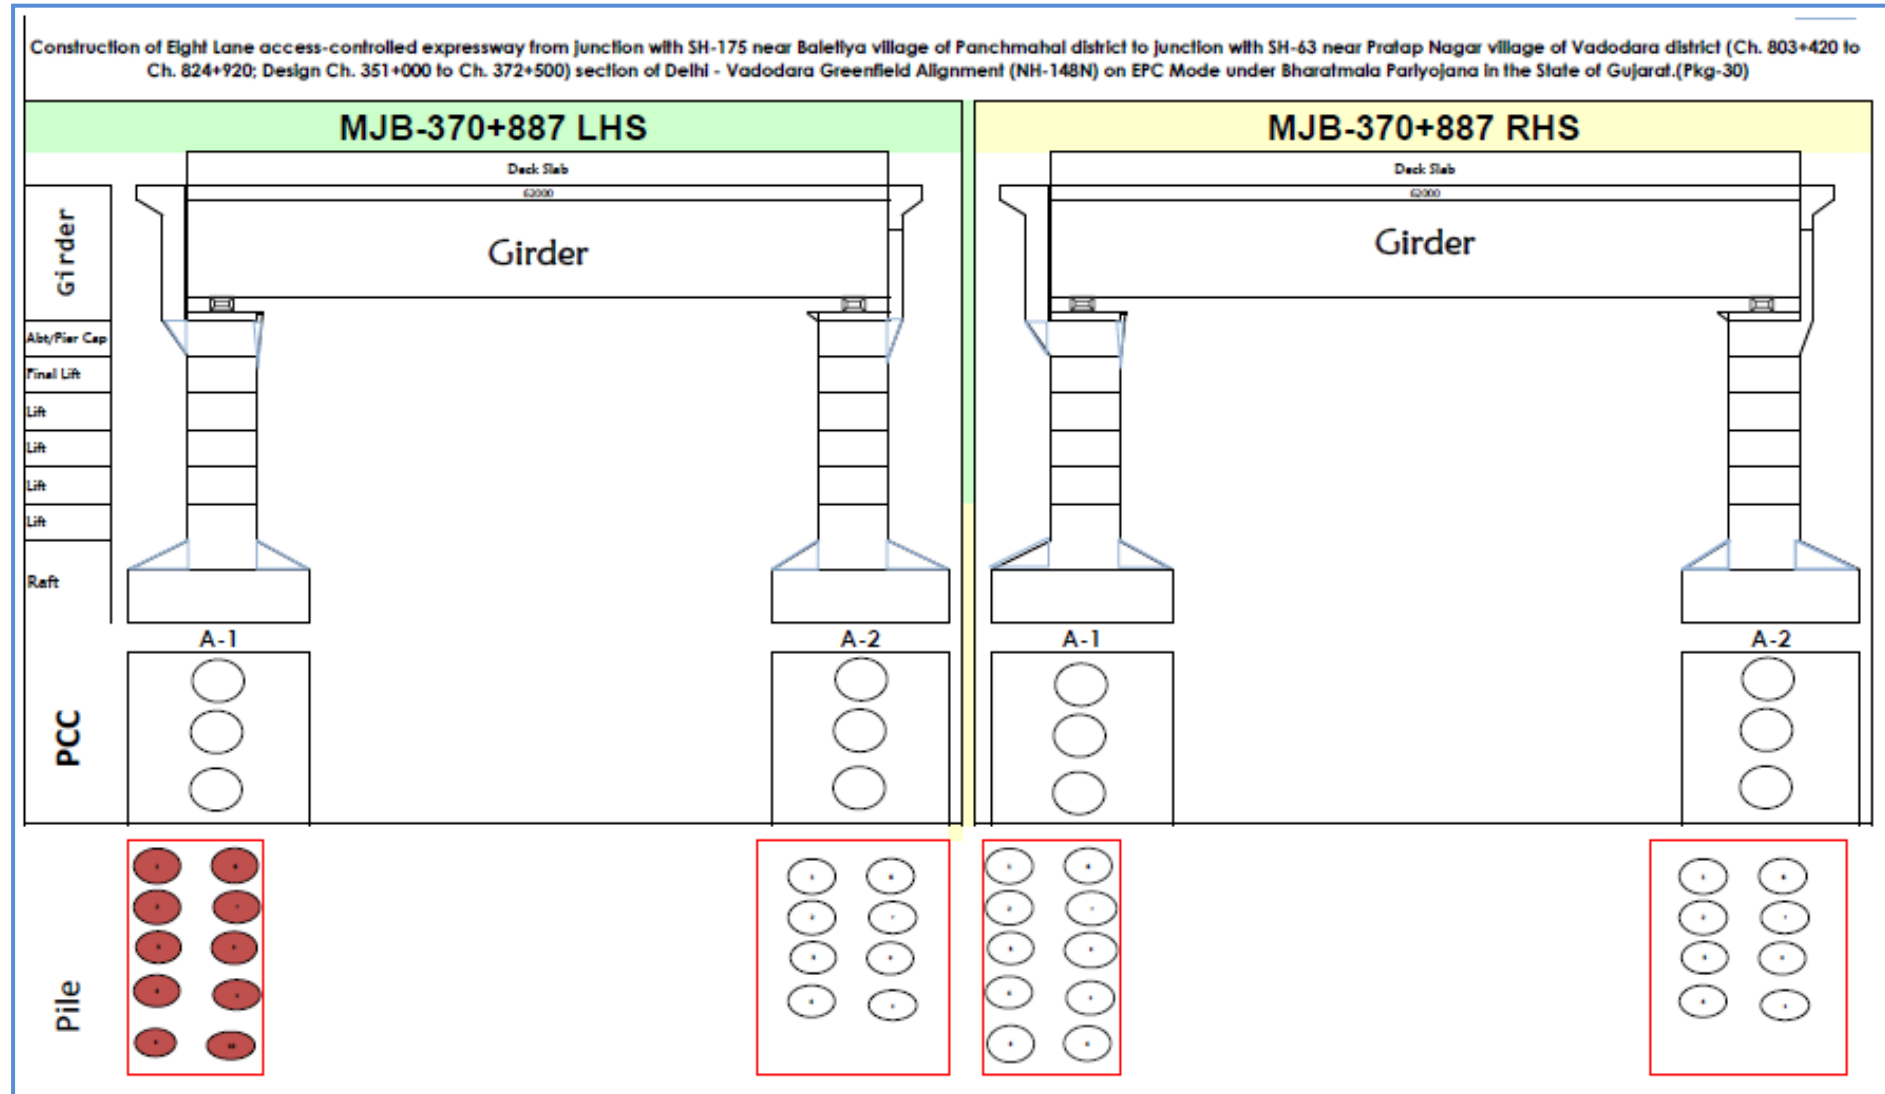 Construction of Eight Lane access-controlled expressway from junction with SH-175 near Baletiya village of Panchmahal district to junction with SH-63 near Pratap Nagar village of Vadodara district (Ch. 803+420 to
Ch. 824+920; Design Ch. 351+000 to Ch. 372+500) section of Delhi - Vadodara Greenfield Alignment (NH-148N) on EPC Mode under Bharatmala Pariyojana in the State of Gujarat.(Pkg-30)
MJB-370+887 LHS
MJB-370+887 RHS
Deck Slab
Deck Slab
62000
62000
Girder
Girder
Girder
Abt/Pier Cap
Final Lift
Lift
Lift
Lift
Lift
Raft
A-1
A-2
A-1
A-2
PCC
Pile